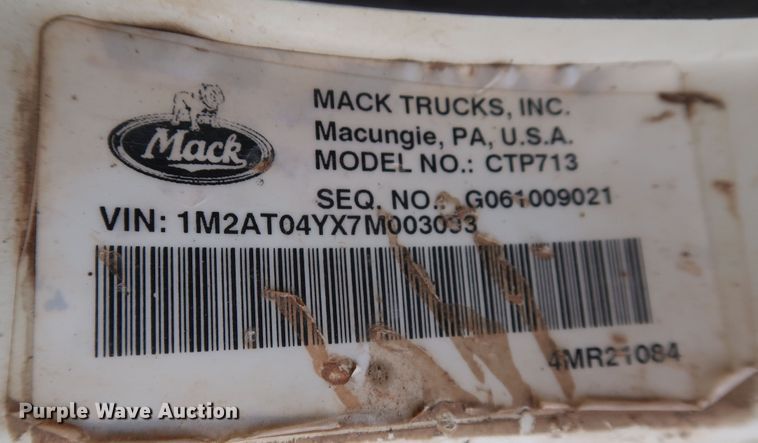 Mack
MACK TRUCKS, INC.
Macungie, PA, U.S.A.
MODEL NO.: CTP713
SEQ. NO.: G061009021
VIN: 1M2AT04YX7M003033
4MR21084
Purple Wave Auction